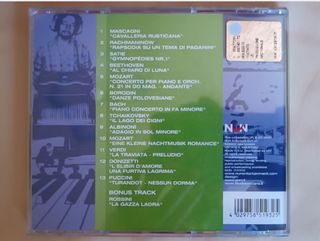 1 MASCAGNI
"CAVALLERIA RUSTICANA"
2 RACHMANINOW
"RAPSODIA SU UN TEMA DI PAGANINI"
3 SATIE
"GYMNOPÉDIES NR.1"
4 BEETHOVEN
"AL CHIARO DI LUNA"
5 MOZART
"CONCERTO PER PIANO E ORCH.
N. 21 IN DO MAG. - ANDANTE"
6 BORODIN
"DANZE POLOVESIANE"
7 BACH
"PIANO CONCERTO IN FA MINORE"
8 TCHAIKOVSKY
"IL LAGO DEI CIGNI"
9 ALBINONI
"ADAGIO IN SOL MINORE"
10 MOZART
"EINE KLEINE NACHTMUSIK ROMANCE"
11 VERDI
"LA TRAVIATA - PRELUDIO"
12 DONIZETTI
"L'ELISIR D'AMORE
UNA FURTIVA LAGRIMA"
13 PUCCINI
"TURANDOT - NESSUN DORMA"
BONUS TRACK
ROSSINI
"LA GAZZA LADRA"
4 029758 519325